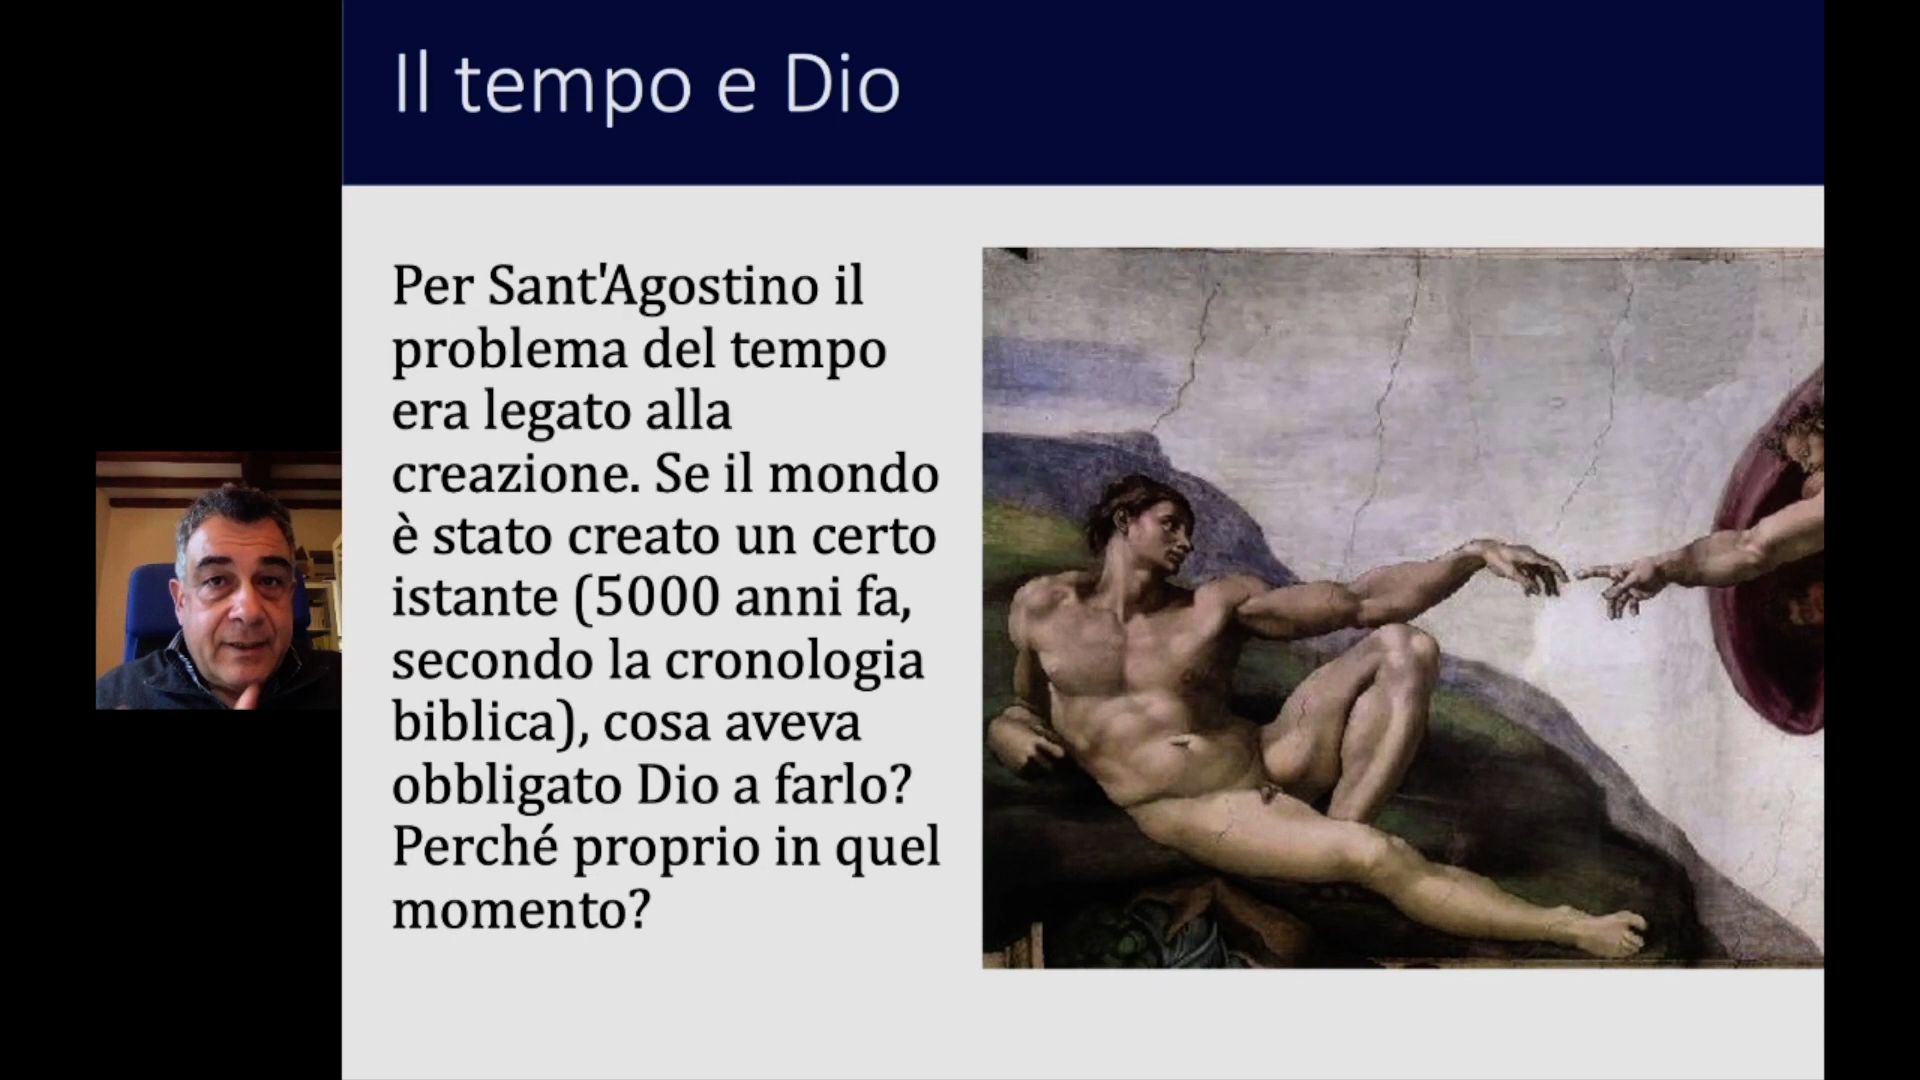 Il tempo e Dio
Per Sant'Agostino il
problema del tempo
era legato alla
creazione. Se il mondo
è stato creato un certo
istante (5000 anni fa,
secondo la cronologia
biblica), cosa aveva
obbligato Dio a farlo?
Perché proprio in quel
momento?